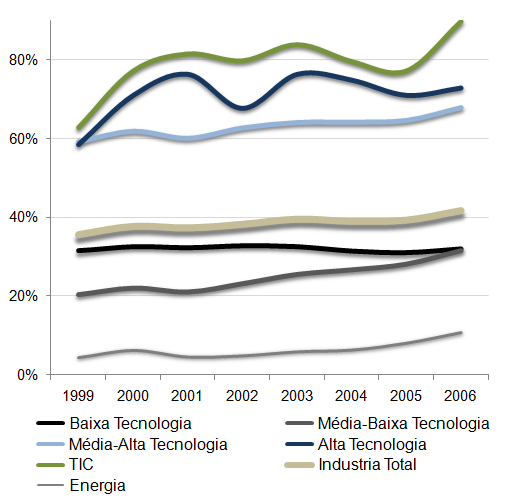 80%
60%
40%
20%
0%
1999 2000 2001 2002 2003 2004 2005 2006
Baixa Tecnologia Média-Baixa Tecnologia
Média-Alta Tecnologia Alta Tecnologia
TIC Industria Total
Energia